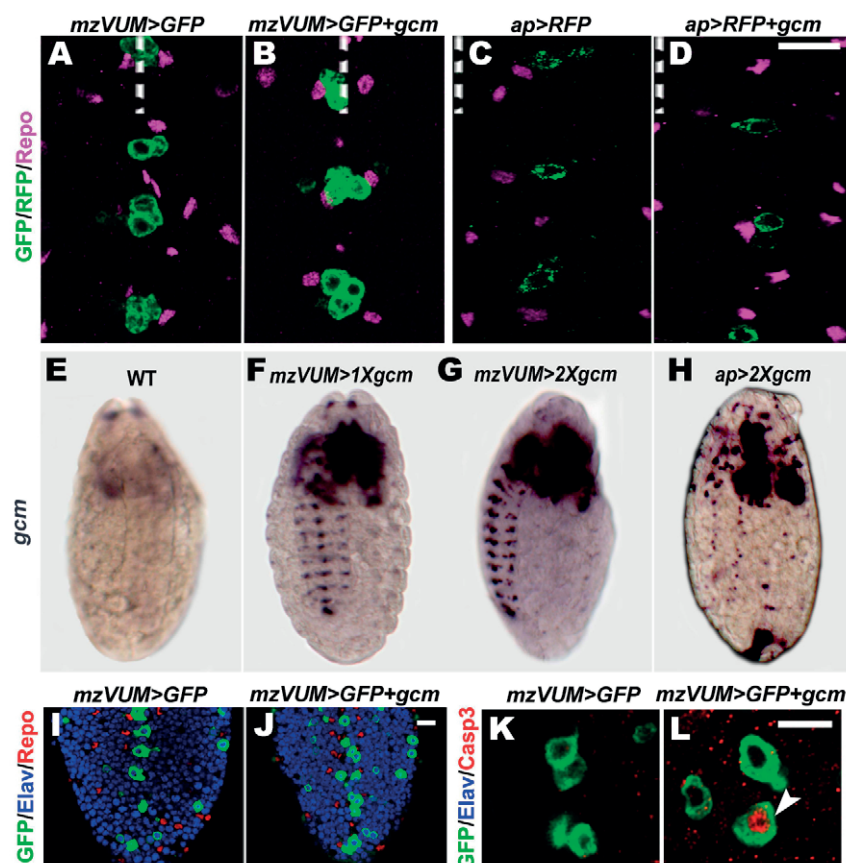 mzVUM>GFP mzVUM>GFP+gcm ap>RFP ap>RFP+gcm
A B C D
GFP/RFP/Repo
E WT F mzVUM>1Xgcm G mzVUM>2Xgcm H ap>2Xgcm
gcm
mzVUM>GFP mzVUM>GFP+gcm mzVUM>GFP mzVUM>GFP+gcm
I J K L
GFP/Elav/Repo
GFP/Elav/Casp3